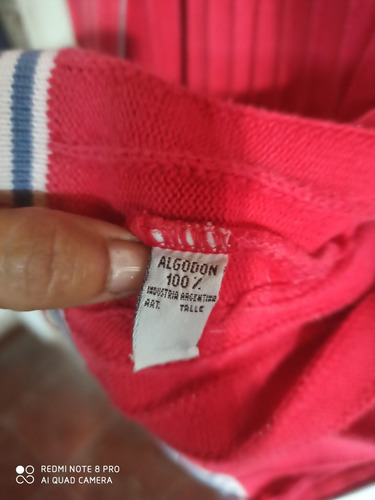 ALGODON
100%
INDUSTRIA ARGENTINA
ART. TALLE
REDMI NOTE 8 PRO
AI QUAD CAMERA